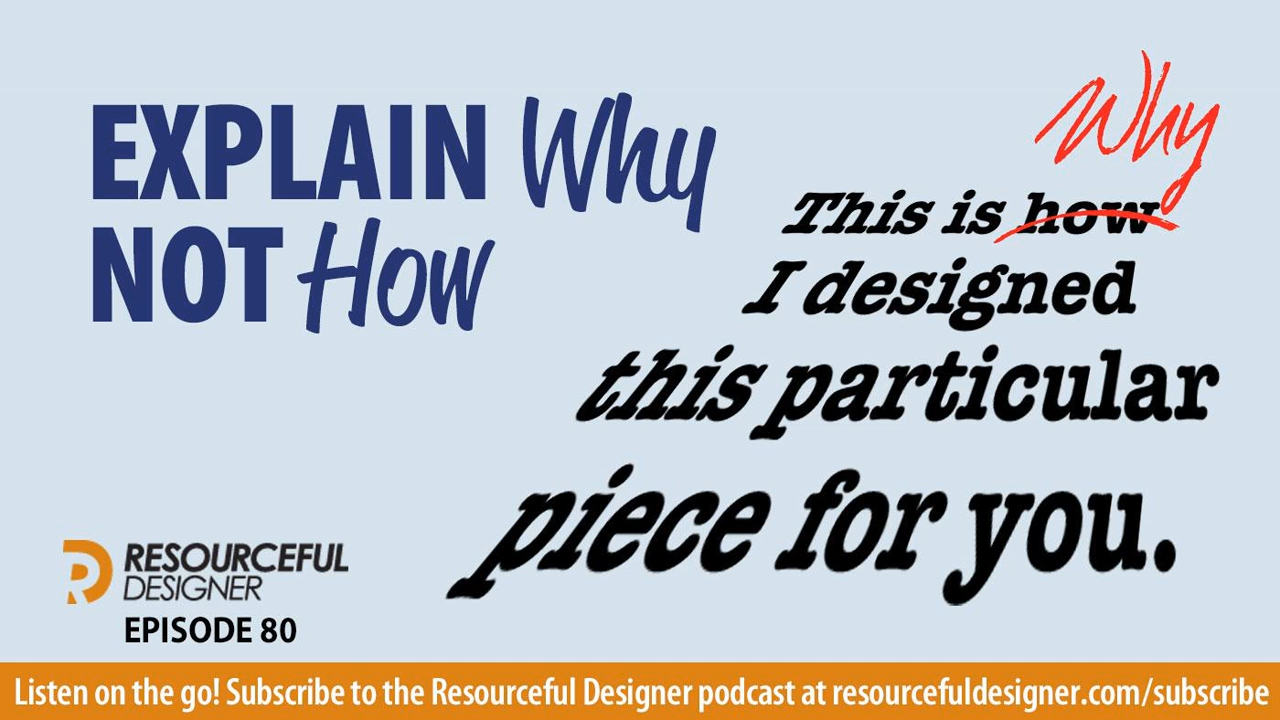 EXPLAIN Why
NOT How
Why
This is how
I designed
this particular
piece for you.
RESOURCEFUL
DESIGNER
EPISODE 80
Listen on the go! Subscribe to the Resourceful Designer podcast at resourcefuldesigner.com/subscribe